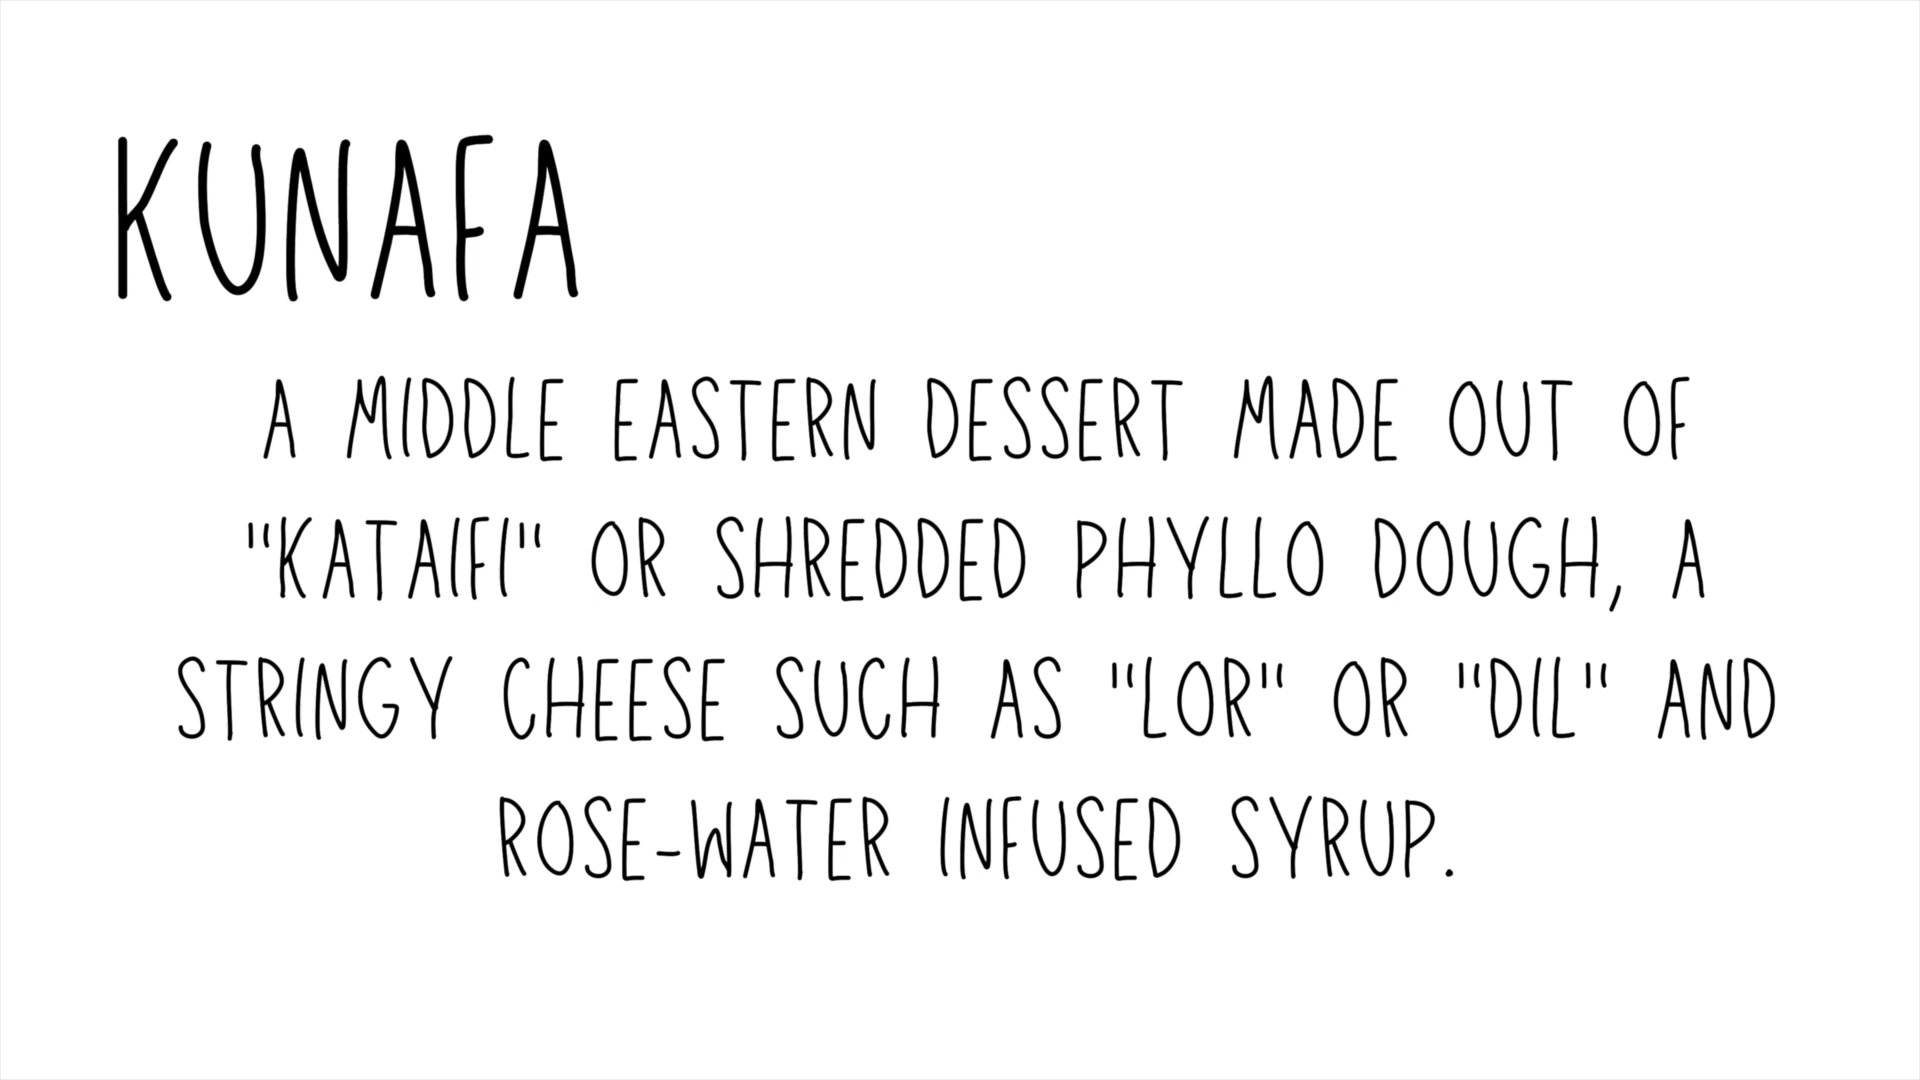 KUNAFA
A MIDDLE EASTERN DESSERT MADE OUT OF
"KATAIFI" OR SHREDDED PHYLLO DOUGH, A
STRINGY CHEESE SUCH AS "LOR" OR "DIL" AND
ROSE-WATER INFUSED SYRUP.